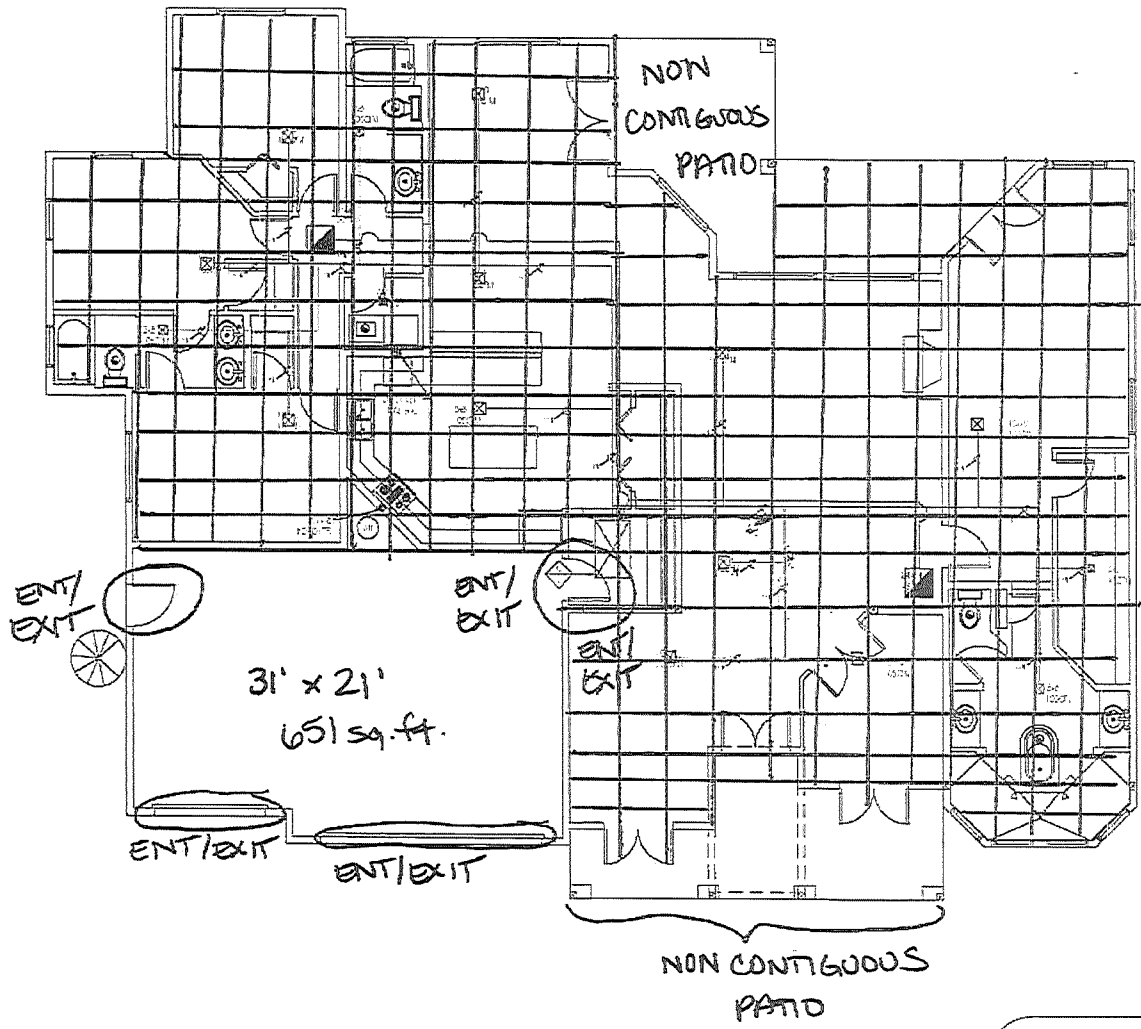 NON
CONTIGUOUS
PATIO
ENT/
EXIT
ENT/
EXIT
ENT/
EXIT
31' x 21'
651 sq. ft.
ENT/EXIT
ENT/EXIT
NON CONTIGUOUS
PATIO